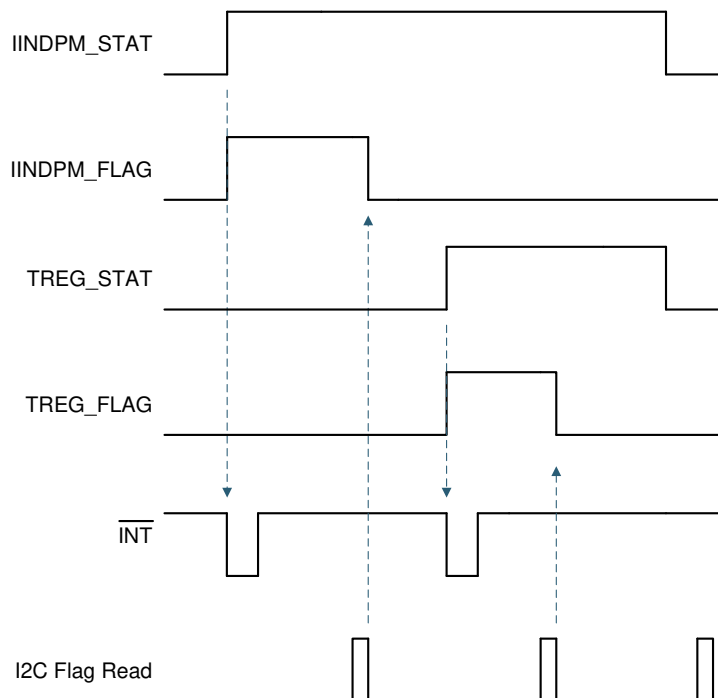 IINDPM_STAT
IINDPM_FLAG
TREG_STAT
TREG_FLAG
INT
I2C Flag Read